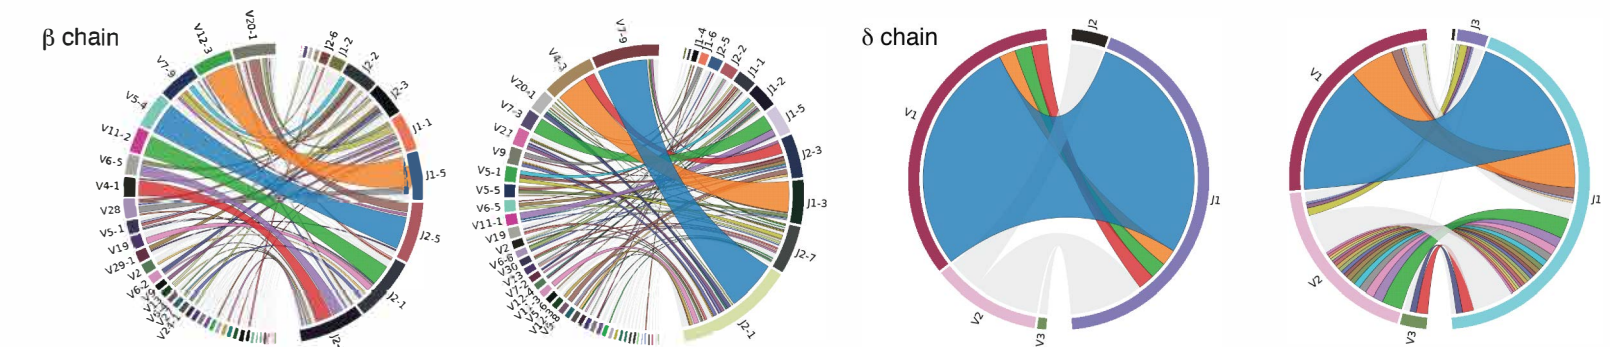 β chain
V20-1
V12-3
V7-9
V5-4
V11-2
V6-5
V4-1
V28
V5-1
V19
V29-1
V2
V6-2
J2-6
J1-2
J2-2
J2-3
J1-1
J1-5
J2-5
J2-1
V7-9
V4-3
V20-1
V7-3
V27
V9
V5-1
V5-5
V6-5
V11-1
V19
V2
V6-6
V30
J1-4
J1-6
J2-5
J2-2
J1-1
J1-2
J1-5
J2-3
J1-3
J2-7
J2-1
δ chain
V1
V2
V3
J2
J1
V1
V2
V3
J3
J1